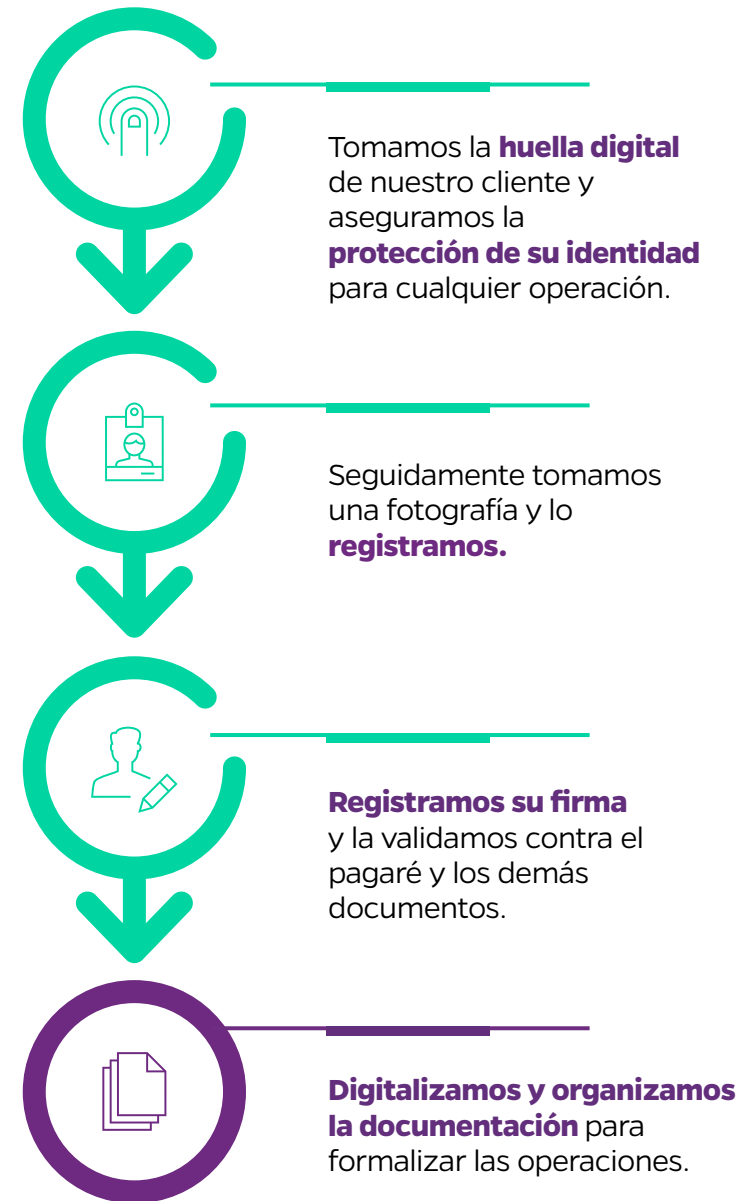 Tomamos la huella digital
de nuestro cliente y
aseguramos la
protección de su identidad
para cualquier operación.
Seguidamente tomamos
una fotografía y lo
registramos.
Registramos su firma
y la validamos contra el
pagaré y los demás
documentos.
Digitalizamos y organizamos
la documentación para
formalizar las operaciones.